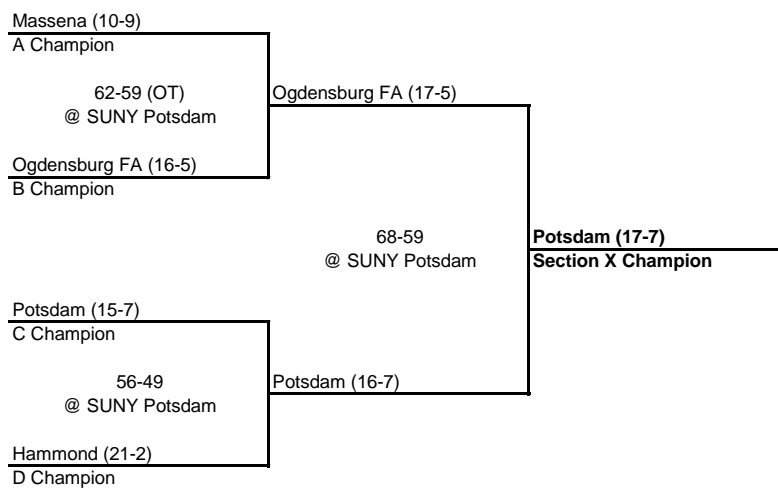 Massena (10-9)
A Champion
62-59 (OT)
@ SUNY Potsdam
Ogdensburg FA (17-5)
Ogdensburg FA (16-5)
B Champion
68-59
@ SUNY Potsdam
Potsdam (17-7)
Section X Champion
Potsdam (15-7)
C Champion
56-49
@ SUNY Potsdam
Potsdam (16-7)
Hammond (21-2)
D Champion